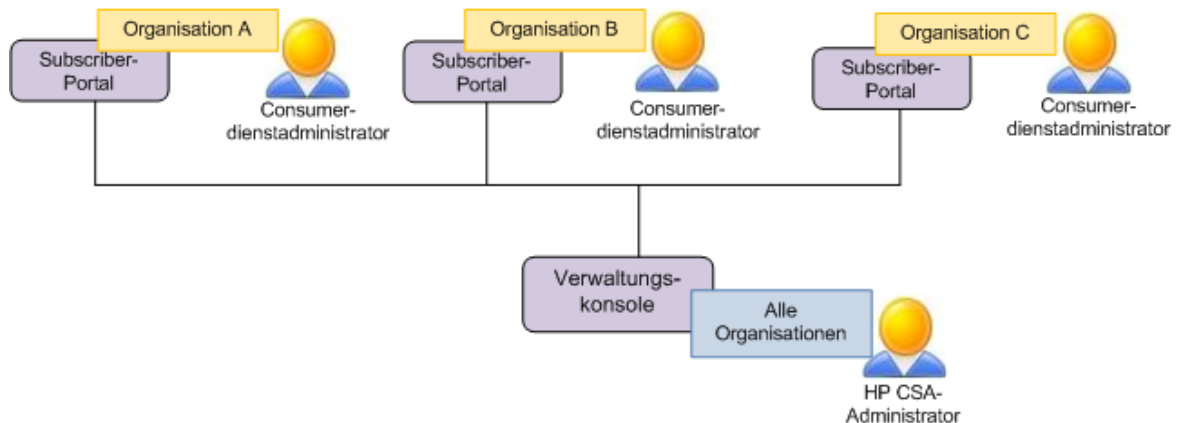 Organisation A
Subscriber-
Portal
Consumer-
dienstadministrator
Organisation B
Subscriber-
Portal
Consumer-
dienstadministrator
Organisation C
Subscriber-
Portal
Consumer-
dienstadministrator
Verwaltungs-
konsole
Alle
Organisationen
HP CSA-
Administrator